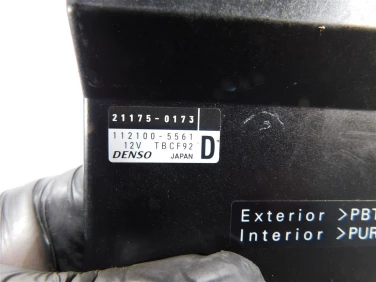 21175-0173
112100-5561
12V TBCF92
DENSO JAPAN D
Exterior >PBT
Interior >PUR